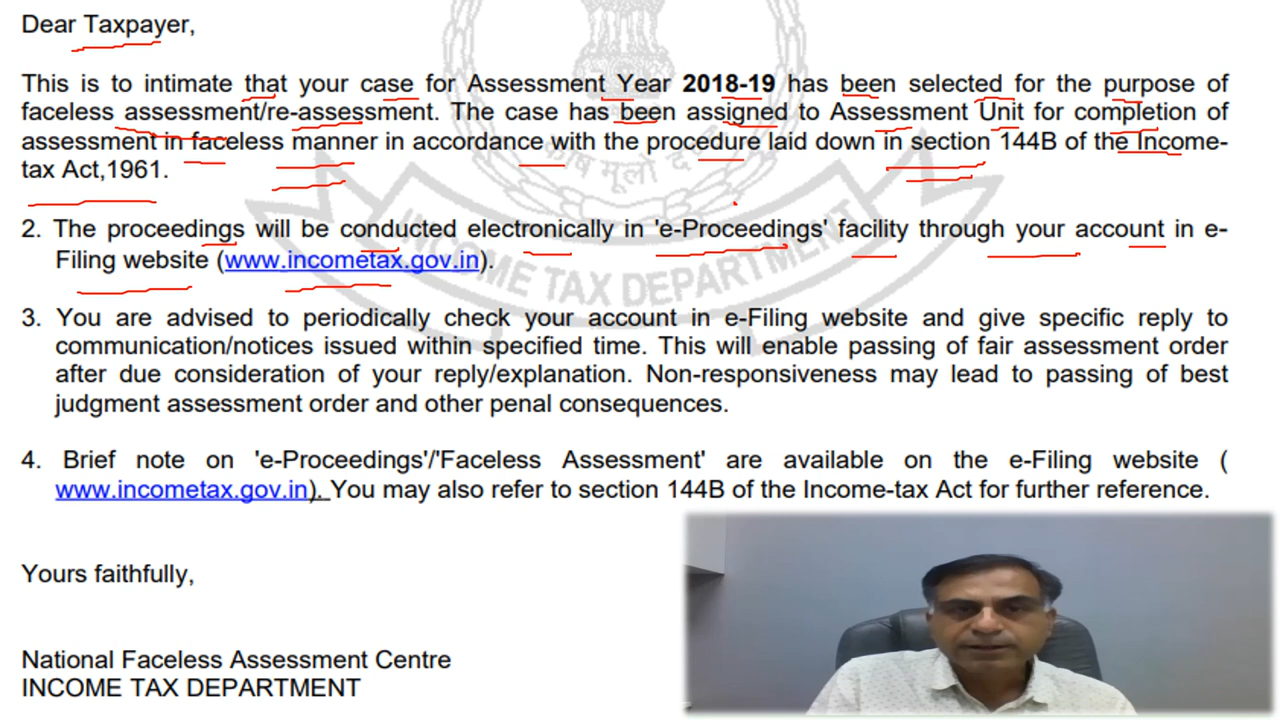 Dear Taxpayer,
This is to intimate that your case for Assessment Year 2018-19 has been selected for the purpose of
faceless assessment/re-assessment. The case has been assigned to Assessment Unit for completion of
assessment in faceless manner in accordance with the procedure laid down in section 144B of the Income-
tax Act,1961.
2. The proceedings will be conducted electronically in 'e-Proceedings' facility through your account in e-
Filing website (www.incometax.gov.in).
3. You are advised to periodically check your account in e-Filing website and give specific reply to
communication/notices issued within specified time. This will enable passing of fair assessment order
after due consideration of your reply/explanation. Non-responsiveness may lead to passing of best
judgment assessment order and other penal consequences.
4. Brief note on 'e-Proceedings'/'Faceless Assessment' are available on the e-Filing website (
www.incometax.gov.in). You may also refer to section 144B of the Income-tax Act for further reference.
Yours faithfully,
National Faceless Assessment Centre
INCOME TAX DEPARTMENT
कोष मूलो दण्डः
INCOME TAX DEPARTMENT